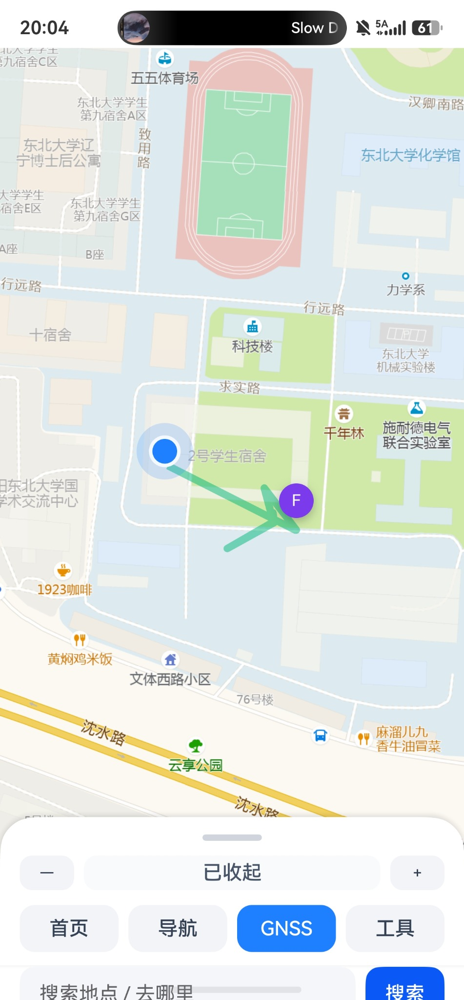 20:04
Slow D
5A
61
北大学学生
第九宿舍C区
五五体育场
东北大学学生
第九宿舍A区
汉卿南路
致用路
东北大学辽
宁博士后公寓
东北大学化学馆
大学学生
宿舍E区
东北大学学生
第九宿舍G区
A座
B座
行远路
力学系
行远路
十宿舍
科技楼
P
东北大学
机械实验楼
求实路
千年林
施耐德电气
联合实验室
2号学生宿舍
阳东北大学国
学术交流中心
F
1923咖啡
黄焖鸡米饭
文体西路小区
76号楼
沈水路
麻溜儿九
香牛油冒菜
云享公园
沈水路
—
已收起
+
首页
导航
GNSS
工具
搜索地点 / 去哪里
搜索